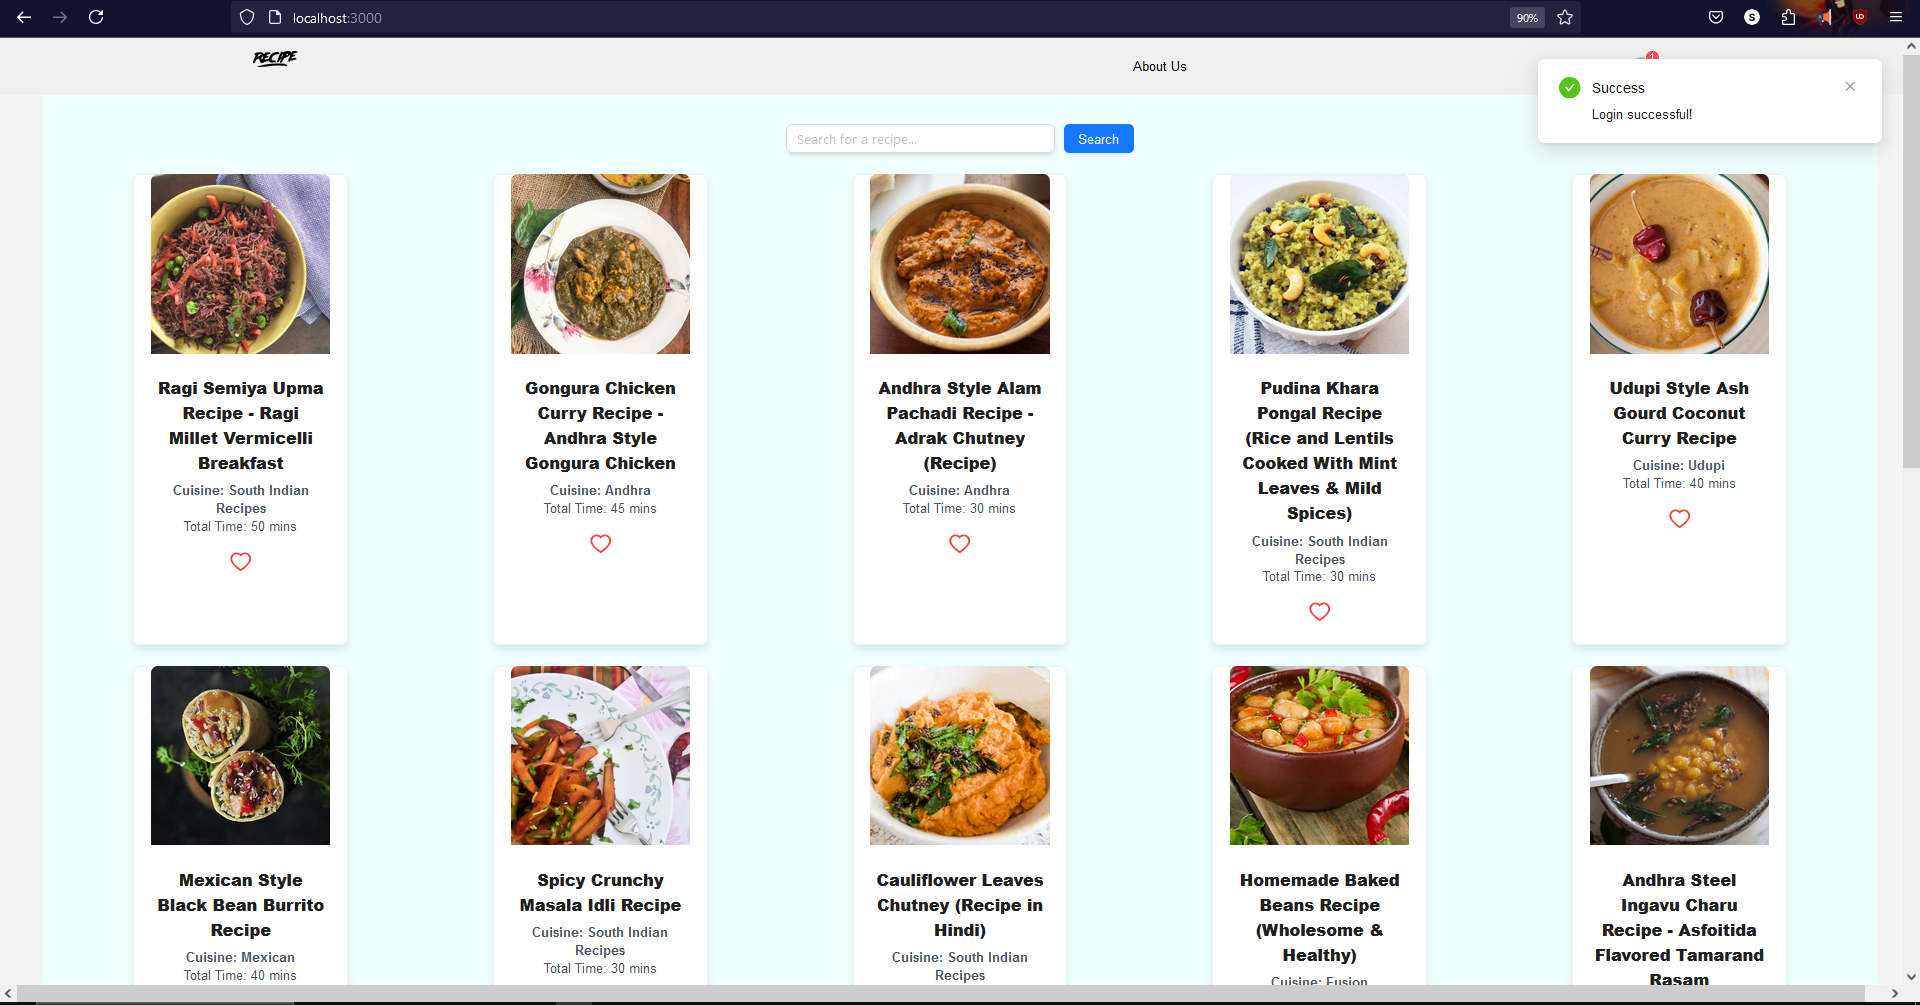 localhost:3000
90%
S
UD
RECIPE
About Us
1
Success
Login successful!
Search for a recipe...
Search
Ragi Semiya Upma
Recipe - Ragi
Millet Vermicelli
Breakfast
Cuisine: South Indian
Recipes
Total Time: 50 mins
Gongura Chicken
Curry Recipe -
Andhra Style
Gongura Chicken
Cuisine: Andhra
Total Time: 45 mins
Andhra Style Alam
Pachadi Recipe -
Adrak Chutney
(Recipe)
Cuisine: Andhra
Total Time: 30 mins
Pudina Khara
Pongal Recipe
(Rice and Lentils
Cooked With Mint
Leaves & Mild
Spices)
Cuisine: South Indian
Recipes
Total Time: 30 mins
Udupi Style Ash
Gourd Coconut
Curry Recipe
Cuisine: Udupi
Total Time: 40 mins
Mexican Style
Black Bean Burrito
Recipe
Cuisine: Mexican
Total Time: 40 mins
Spicy Crunchy
Masala Idli Recipe
Cuisine: South Indian
Recipes
Total Time: 30 mins
Cauliflower Leaves
Chutney (Recipe in
Hindi)
Cuisine: South Indian
Recipes
Homemade Baked
Beans Recipe
(Wholesome &
Healthy)
Cuisine: Fusion
Andhra Steel
Ingavu Charu
Recipe - Asfoitida
Flavored Tamarand
Rasam